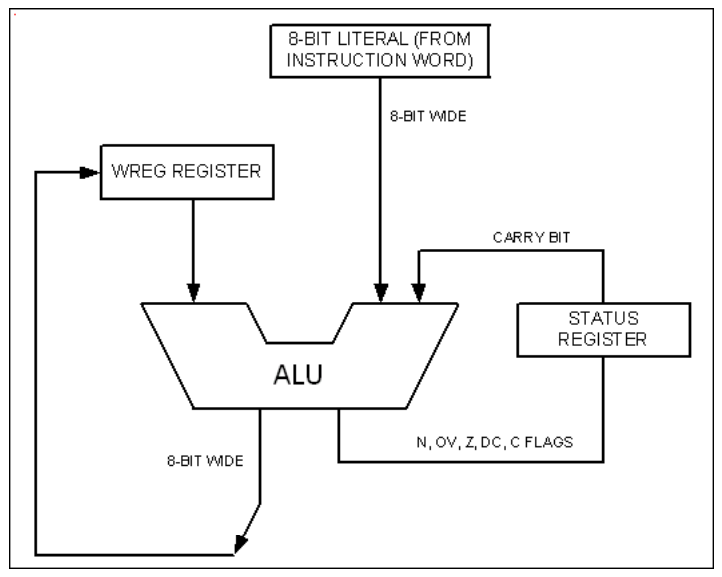 8-BIT LITERAL (FROM
INSTRUCTION WORD)
8-BIT WIDE
WREG REGISTER
CARRY BIT
STATUS
REGISTER
ALU
N, OV, Z, DC, C FLAGS
8-BIT WIDE